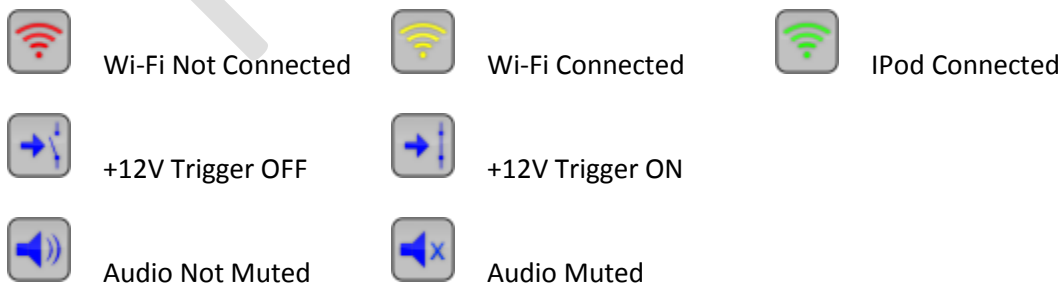 Wi-Fi Not Connected Wi-Fi Connected IPod Connected
+12V Trigger OFF +12V Trigger ON
Audio Not Muted Audio Muted